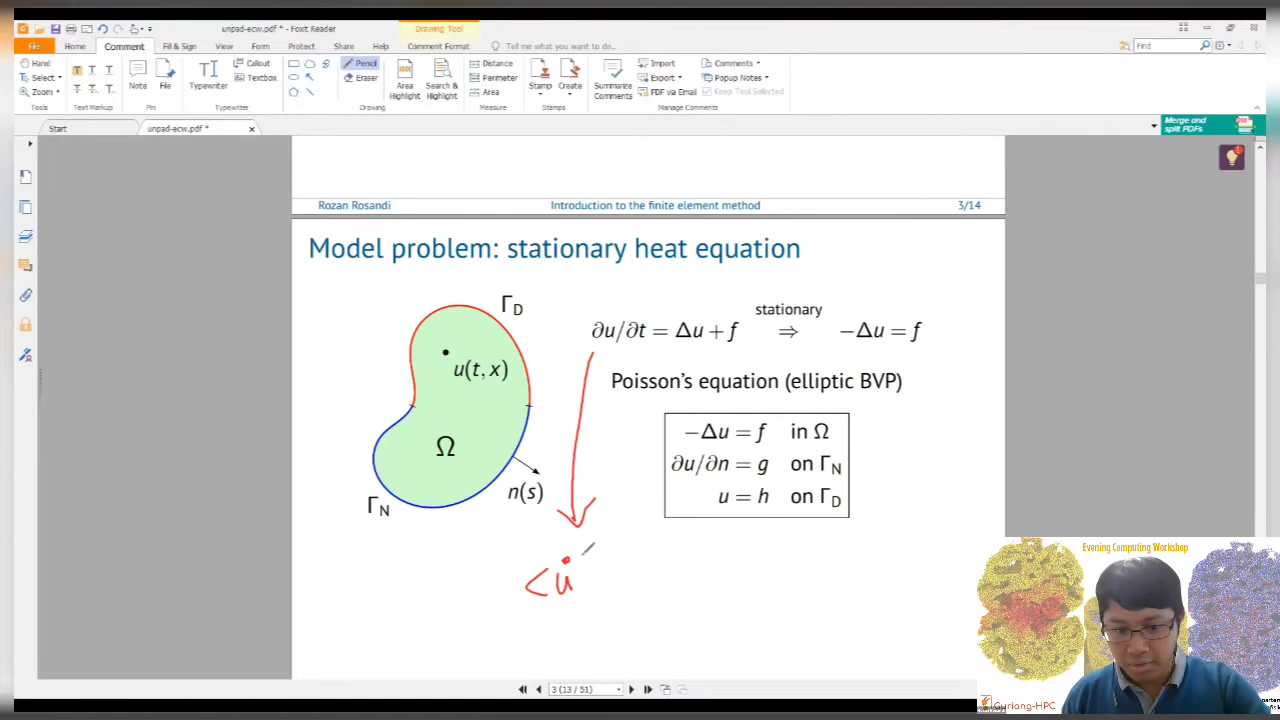 unpad-ecw.pdf * - Foxit Reader
Drawing Tool
File Home Comment Fill & Sign View Form Protect Share Help Comment Format Tell me what you want to do... Find
Hand
Select
Zoom
Tools
Text Markup
Note
File
Pin
Typewriter
Callout
Textbox
Typewriter
Pencil
Eraser
Drawing
Area Highlight
Search & Highlight
Distance
Perimeter
Area
Measure
Stamp
Create
Stamps
Summarize Comments
Import
Export
FDF via Email
Comments
Popup Notes
Keep Tool Selected
Manage Comments
Start
unpad-ecw.pdf *
Merge and split PDFs
Rozan Rosandi Introduction to the finite element method 3/14
Model problem: stationary heat equation
Γ_D
u(t, x)
Ω
n(s)
Γ_N
stationary
∂u/∂t = Δu + f ⇒ −Δu = f
Poisson's equation (elliptic BVP)
−Δu = f in Ω
∂u/∂n = g on Γ_N
u = h on Γ_D
<u̇
Evening Computing Workshop
Guriang-HPC
3 (13 / 51)